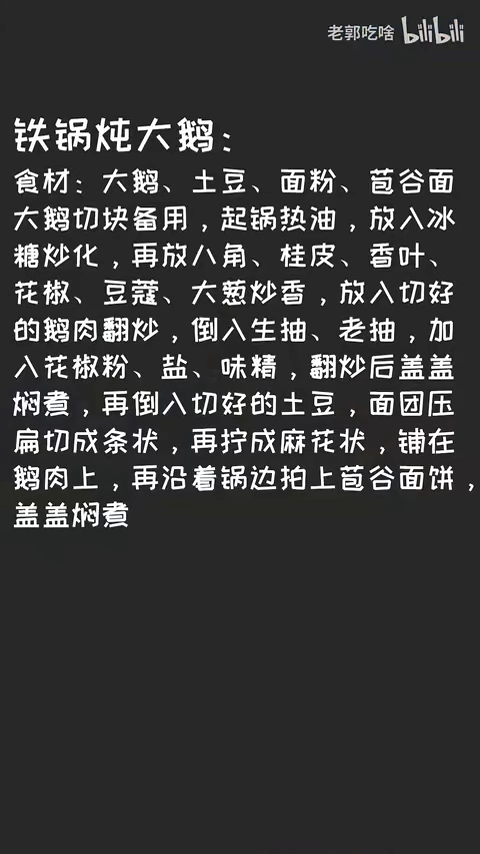 老郭吃啥 bilibili
铁锅炖大鹅：
食材：大鹅、土豆、面粉、苞谷面
大鹅切块备用，起锅热油，放入冰
糖炒化，再放八角、桂皮、香叶、
花椒、豆蔻、大葱炒香，放入切好
的鹅肉翻炒，倒入生抽、老抽，加
入花椒粉、盐、味精，翻炒后盖盖
焖煮，再倒入切好的土豆，面团压
扁切成条状，再拧成麻花状，铺在
鹅肉上，再沿着锅边拍上苞谷面饼，
盖盖焖煮